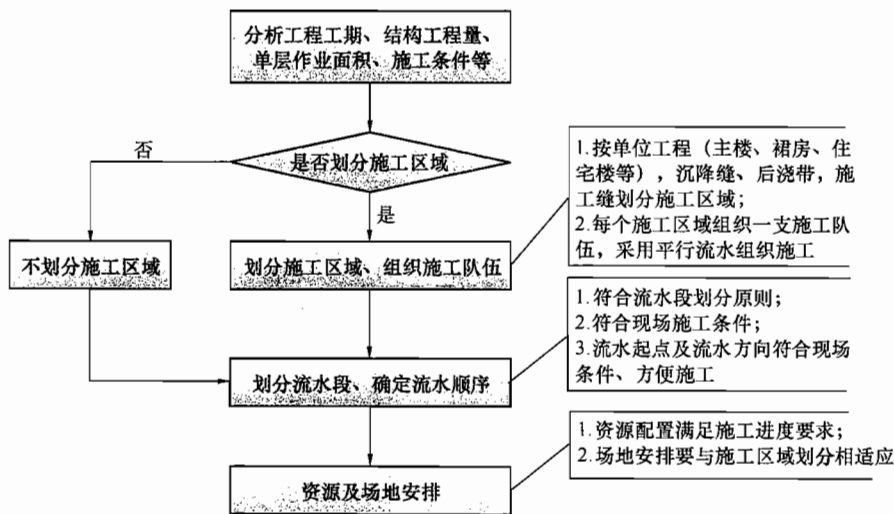 分析工程工期、结构工程量、
单层作业面积、施工条件等
否
是否划分施工区域
是
1.按单位工程（主楼、裙房、住
宅楼等），沉降缝、后浇带，施
工缝划分施工区域；
2.每个施工区域组织一支施工队
伍，采用平行流水组织施工
不划分施工区域
划分施工区域、组织施工队伍
1.符合流水段划分原则；
2.符合现场施工条件；
3.流水起点及流水方向符合现场
条件、方便施工
划分流水段、确定流水顺序
1.资源配置满足施工进度要求；
2.场地安排要与施工区域划分相适应
资源及场地安排